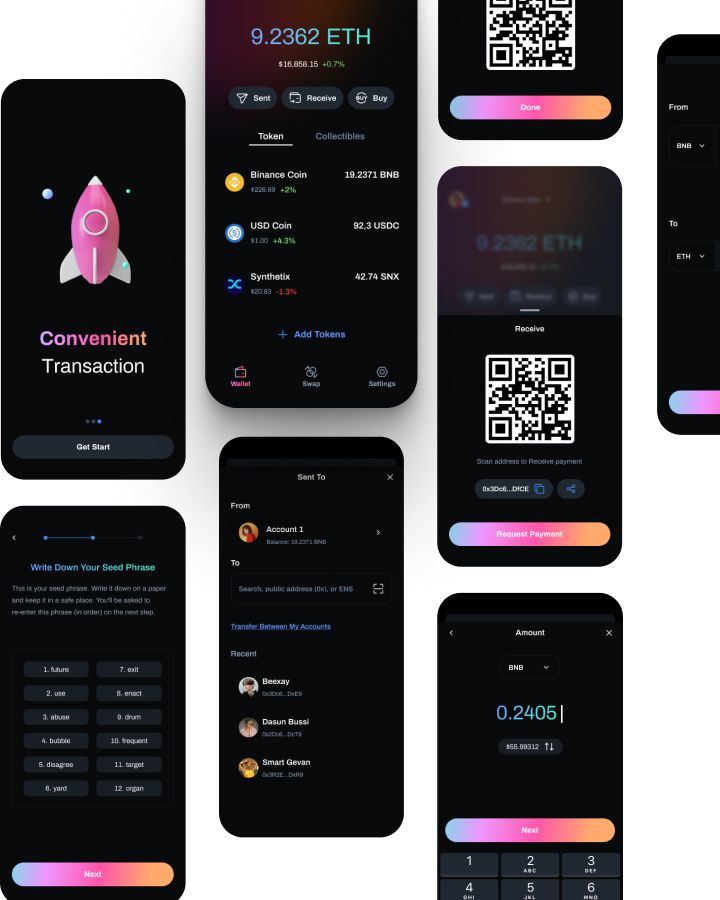 Convenient
Transaction
Get Start
Write Down Your Seed Phrase
This is your seed phrase. Write it down on a paper
and keep it in a safe place. You'll be asked to
re-enter this phrase (in order) on the next step.
1. future
7. exit
2. use
8. enact
3. abuse
9. drum
4. bubble
10. frequent
5. disagree
11. target
6. yard
12. organ
Next
9.2362 ETH
$16,858.15 +0.7%
Sent
Receive
BUY
Buy
Token
Collectibles
Binance Coin
19.2371 BNB
$226.69 +2%
USD Coin
92,3 USDC
$1.00 +4.3%
Synthetix
42.74 SNX
$20.83 -1.3%
Add Tokens
Wallet
Swap
Settings
Sent To
From
Account 1
Balance: 19.2371 BNB
To
Search, public address (0x), or ENS
Transfer Between My Accounts
Recent
Beexay
0x3Dc6...DxE9
Dasun Bussi
0x2Dc6...DcT9
Smart Gevan
0x3R2E...DxR9
Done
9.2362 ETH
Sent
Receive
Buy
Receive
Scan address to Receive payment
0x3Dc6...DfCE
Request Payment
Amount
BNB
0.2405
$55.99312
Next
1
2
3
ABC
DEF
4
5
6
GHI
JKL
MNO
From
BNB
To
ETH